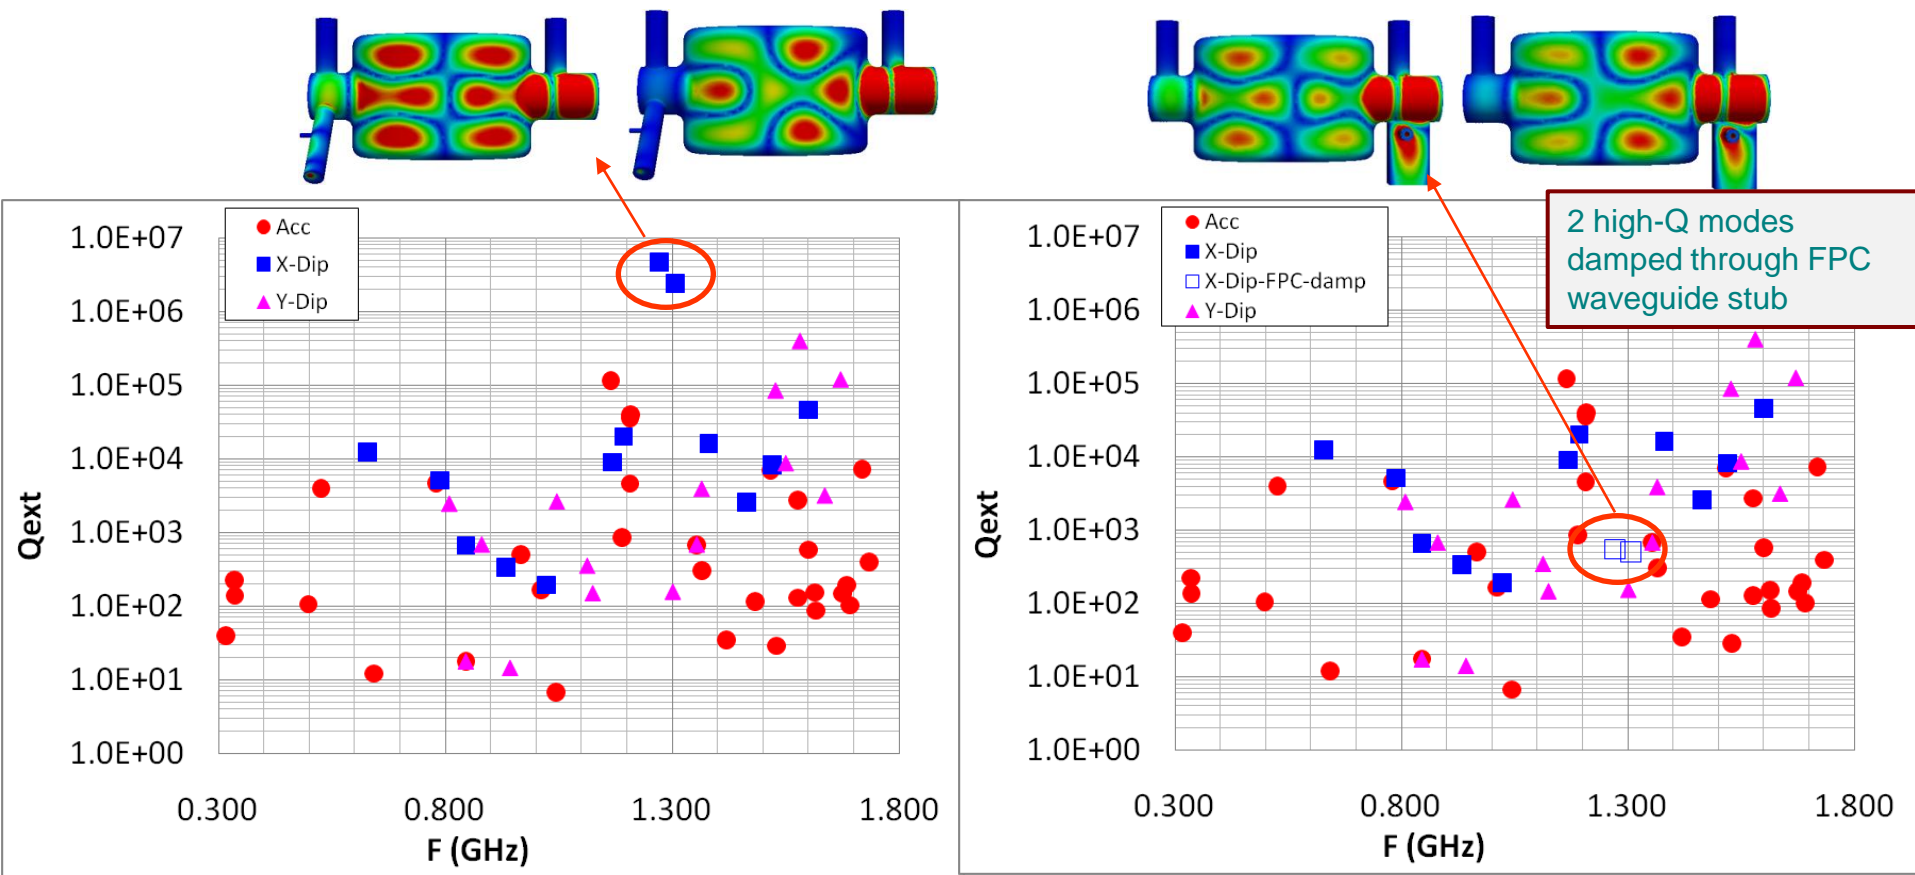 Acc
X-Dip
Y-Dip
1.0E+07
1.0E+06
1.0E+05
1.0E+04
1.0E+03
1.0E+02
1.0E+01
1.0E+00
Qext
0.300 0.800 1.300 1.800
F (GHz)
2 high-Q modes
damped through FPC
waveguide stub
Acc
X-Dip
X-Dip-FPC-damp
Y-Dip
1.0E+07
1.0E+06
1.0E+05
1.0E+04
1.0E+03
1.0E+02
1.0E+01
1.0E+00
Qext
0.300 0.800 1.300 1.800
F (GHz)